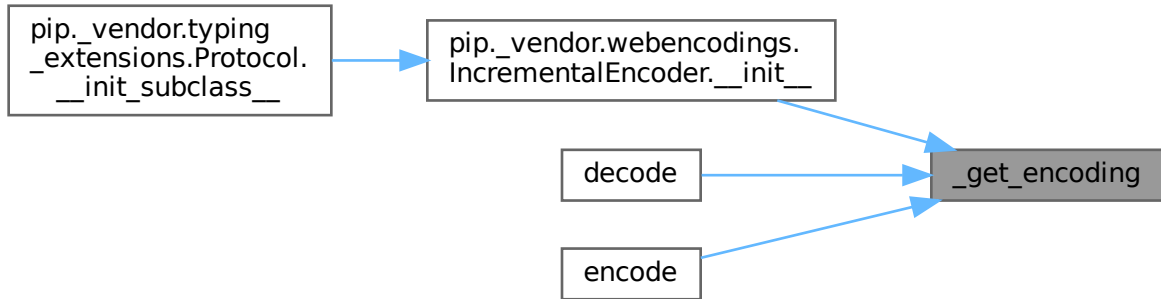 pip._vendor.typing
_extensions.Protocol.
__init_subclass__
pip._vendor.webencodings.
IncrementalEncoder.__init__
decode
_get_encoding
encode